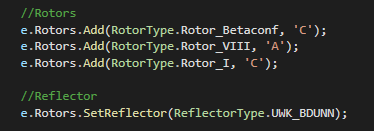 //Rotors
e.Rotors.Add(RotorType.Rotor_Betaconf, 'C');
e.Rotors.Add(RotorType.Rotor_VIII, 'A');
e.Rotors.Add(RotorType.Rotor_I, 'C');
//Reflector
e.Rotors.SetReflector(ReflectorType.UWK_BDUNN);